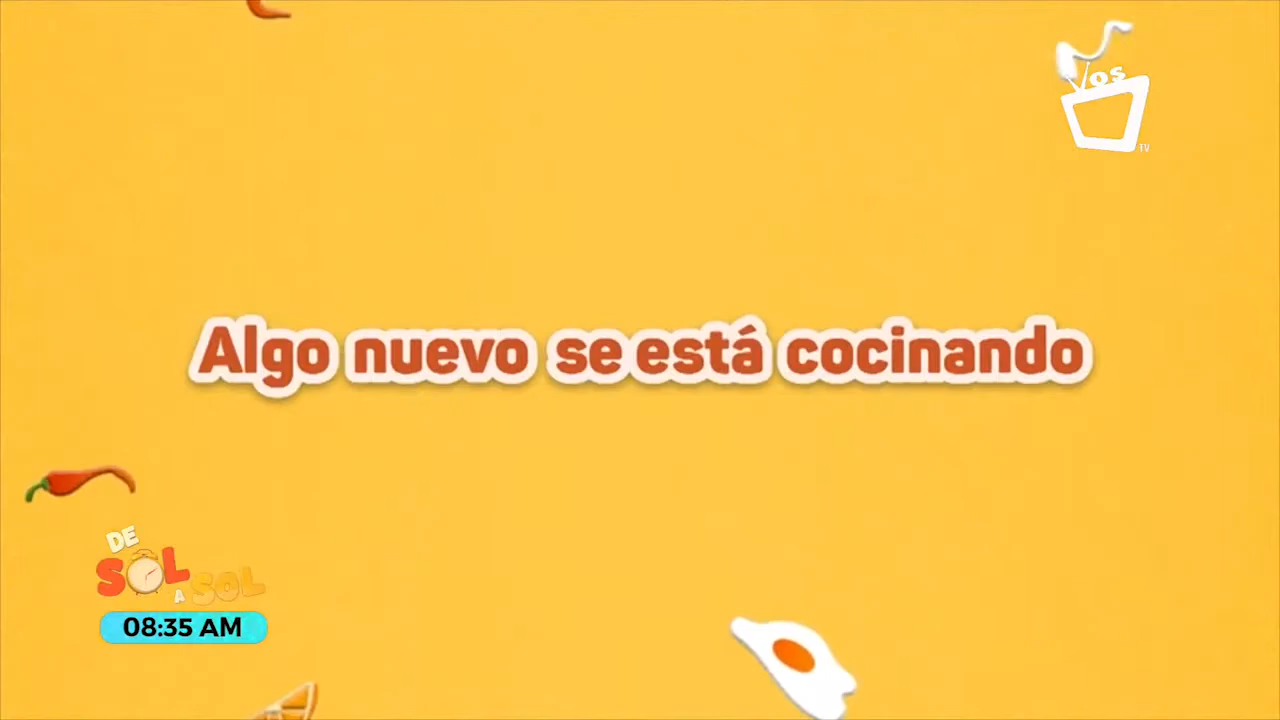 Vos
TV
Algo nuevo se está cocinando
DE
SOL
A SOL
08:35 AM